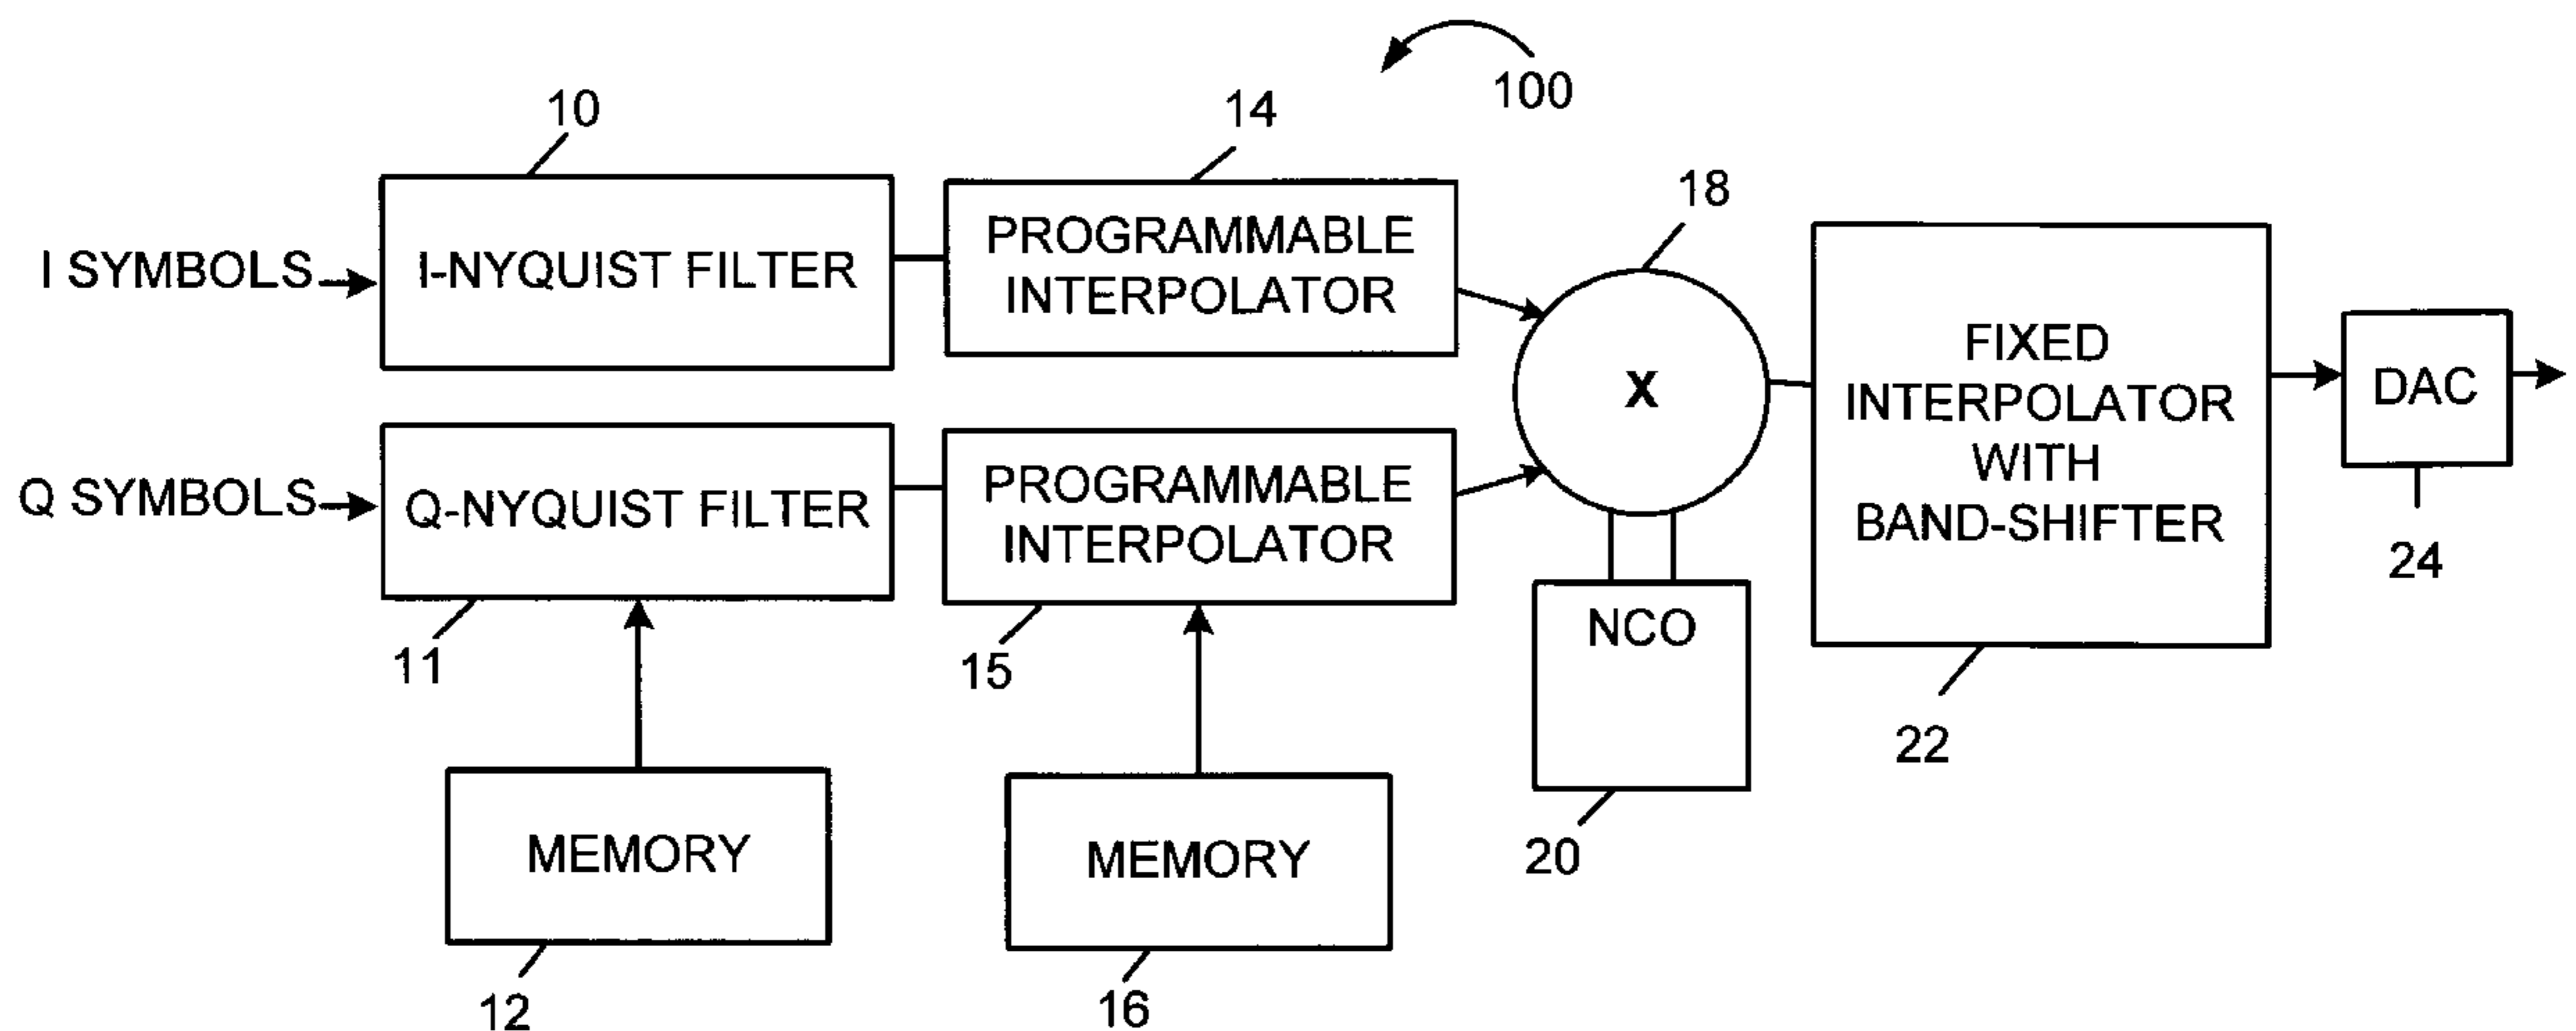 100
10
14
18
I SYMBOLS
I-NYQUIST FILTER
PROGRAMMABLE
INTERPOLATOR
X
FIXED
INTERPOLATOR
WITH
BAND-SHIFTER
DAC
24
Q SYMBOLS
Q-NYQUIST FILTER
PROGRAMMABLE
INTERPOLATOR
11
15
NCO
20
22
MEMORY
12
MEMORY
16